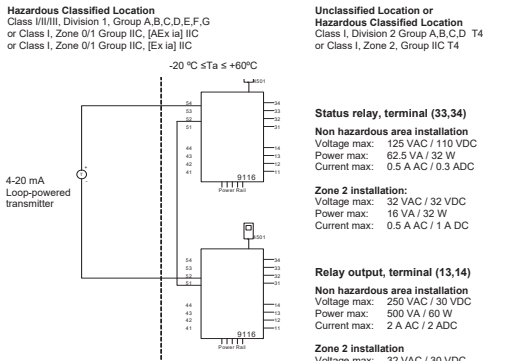 Hazardous Classified Location
Class I/II/III, Division 1, Group A,B,C,D,E,F,G
or Class I, Zone 0/1 Group IIC, [AEx ia] IIC
or Class I, Zone 0/1 Group IIC, [Ex ia] IIC
Unclassified Location or
Hazardous Classified Location
Class I, Division 2 Group A,B,C,D T4
or Class I, Zone 2, Group IIC T4
-20 ºC ≤Ta ≤ +60ºC
4501
54
53
52
51
44
43
42
41
34
33
32
31
14
13
12
11
9116
Power Rail
+
-
4-20 mA
Loop-powered
transmitter
4501
54
53
52
51
44
43
42
41
34
33
32
31
14
13
12
11
9116
Power Rail
Status relay, terminal (33,34)
Non hazardous area installation
Voltage max: 125 VAC / 110 VDC
Power max: 62.5 VA / 32 W
Current max: 0.5 A AC / 0.3 ADC
Zone 2 installation:
Voltage max: 32 VAC / 32 VDC
Power max: 16 VA / 32 W
Current max: 0.5 A AC / 1 A DC
Relay output, terminal (13,14)
Non hazardous area installation
Voltage max: 250 VAC / 30 VDC
Power max: 500 VA / 60 W
Current max: 2 A AC / 2 ADC
Zone 2 installation
Voltage max: 32 VAC / 30 VDC